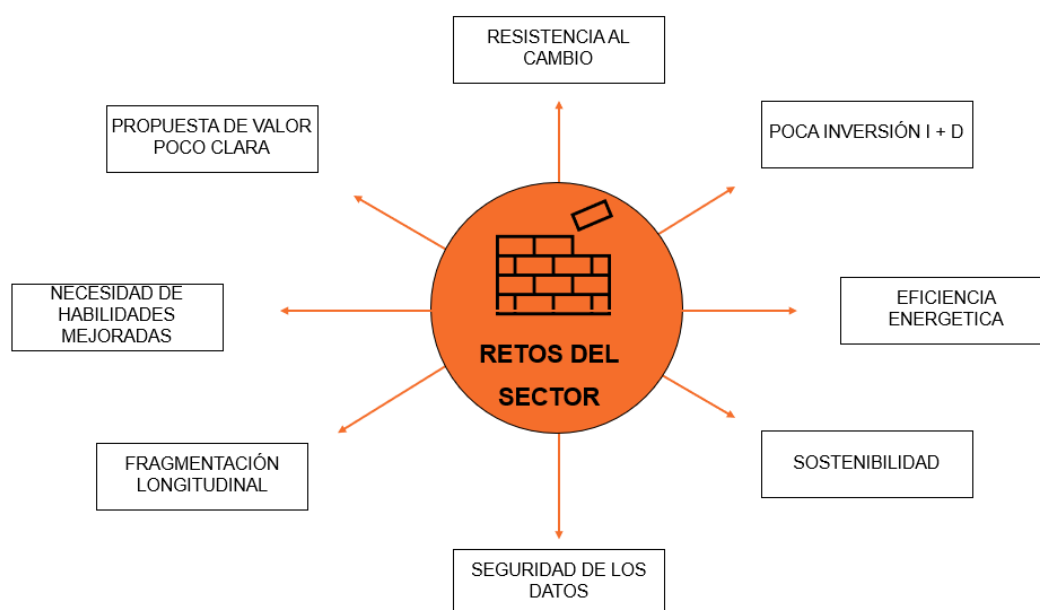 RESISTENCIA AL
CAMBIO
PROPUESTA DE VALOR
POCO CLARA
POCA INVERSIÓN I + D
NECESIDAD DE
HABILIDADES
MEJORADAS
RETOS DEL
SECTOR
EFICIENCIA
ENERGETICA
FRAGMENTACIÓN
LONGITUDINAL
SOSTENIBILIDAD
SEGURIDAD DE LOS
DATOS